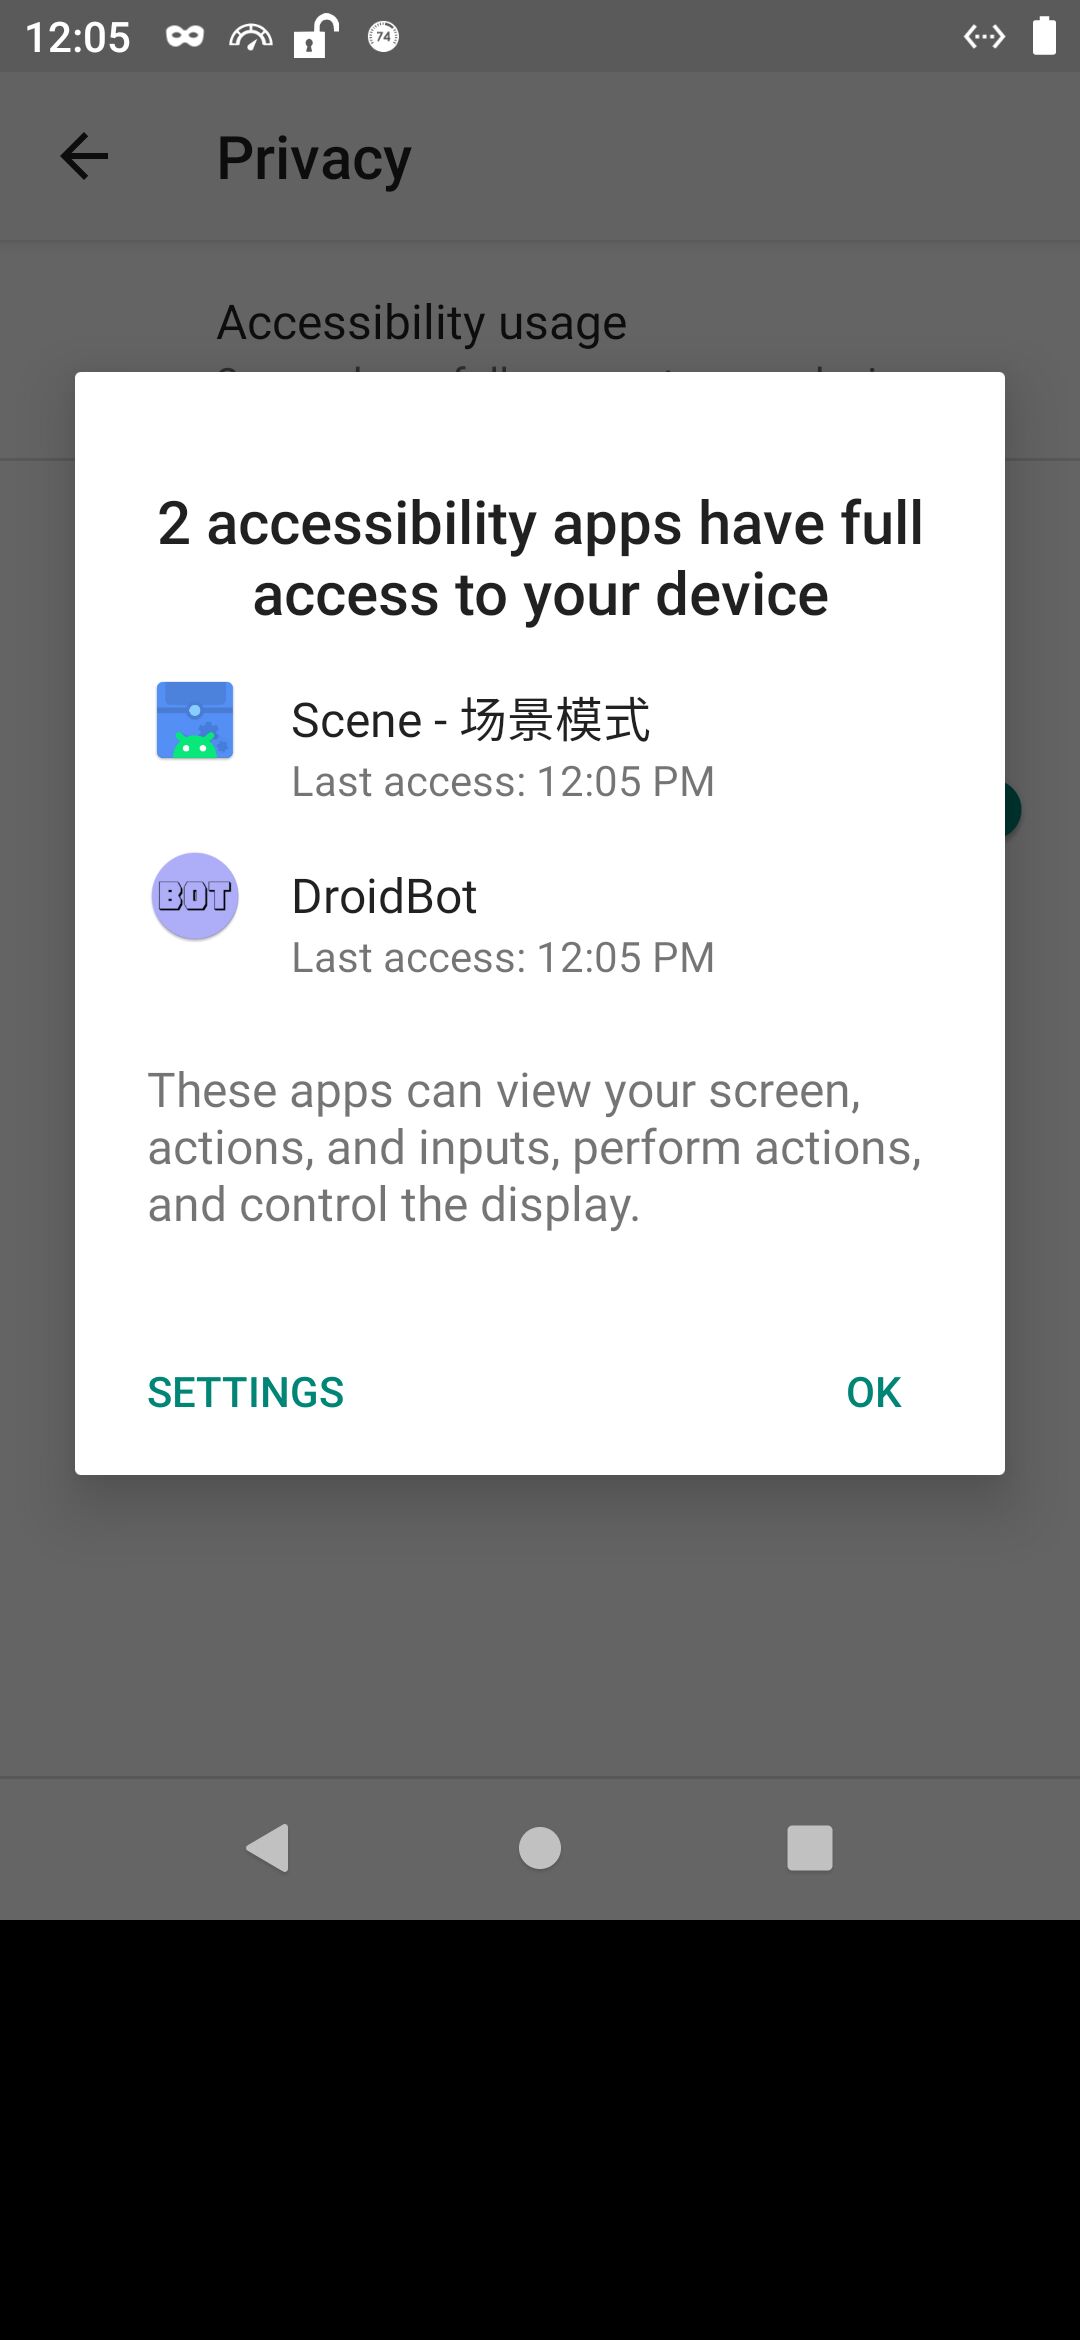 12:05
74
Privacy
Accessibility usage
2 accessibility apps have full
access to your device
Scene - 场景模式
Last access: 12:05 PM
BOT
DroidBot
Last access: 12:05 PM
These apps can view your screen,
actions, and inputs, perform actions,
and control the display.
SETTINGS
OK